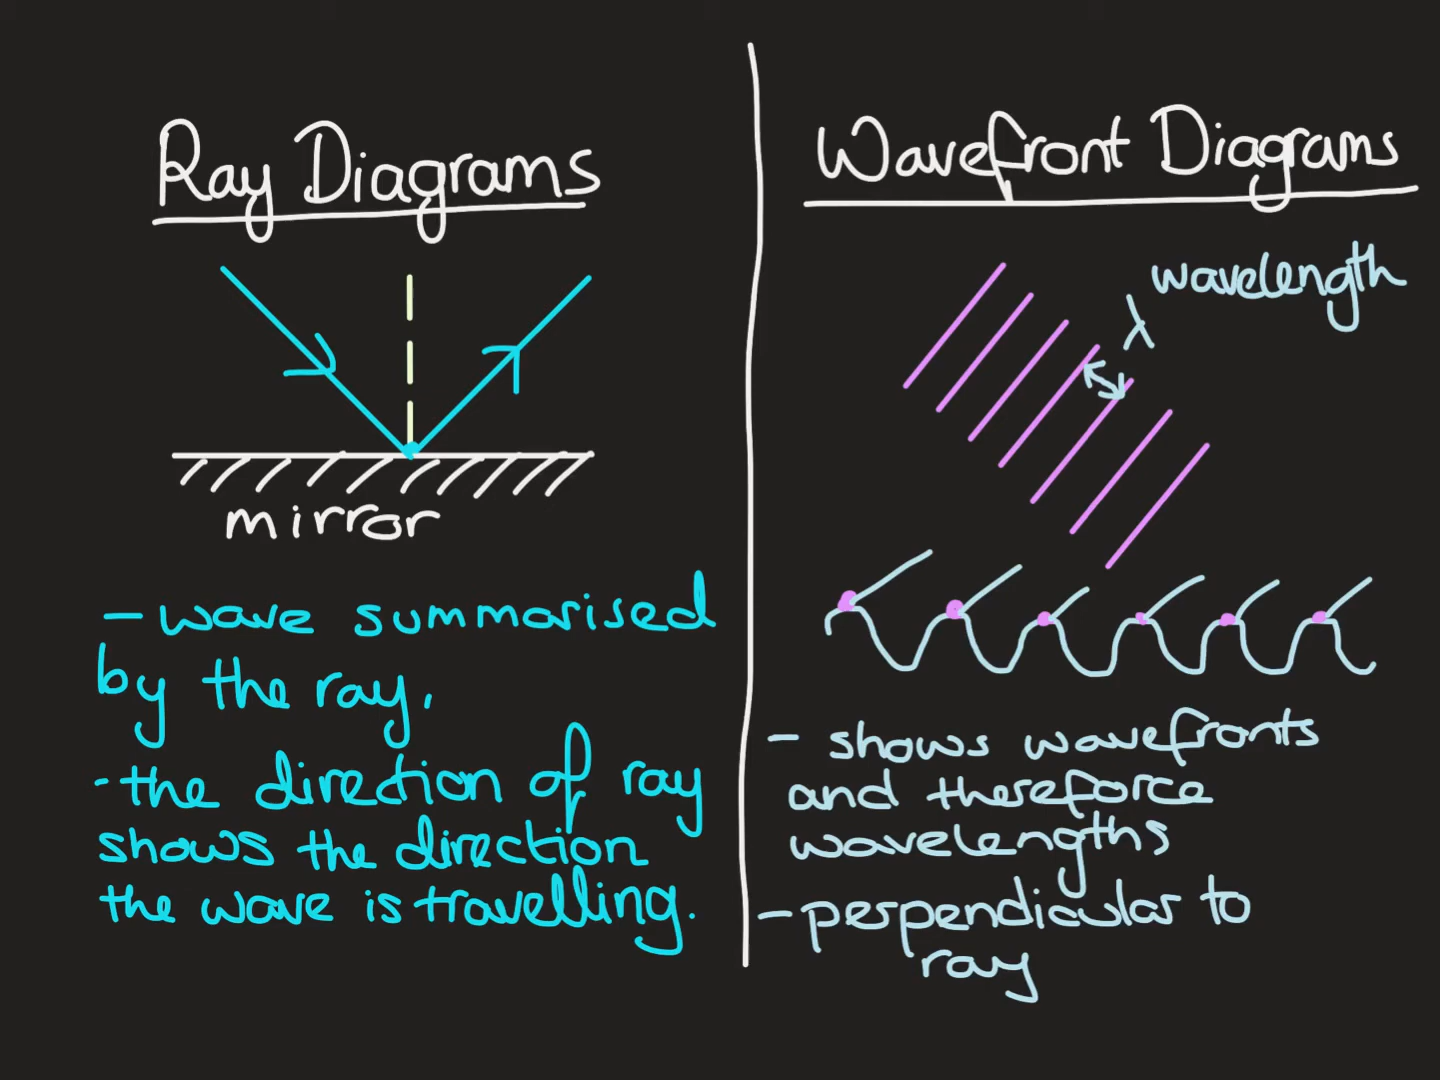 Ray Diagrams
mirror
- wave summarised
by the ray.
- the direction of ray
shows the direction
the wave is travelling.
Wavefront Diagrams
wavelength
λ
- shows wavefronts
and thereforce
wavelengths
- perpendicular to
ray